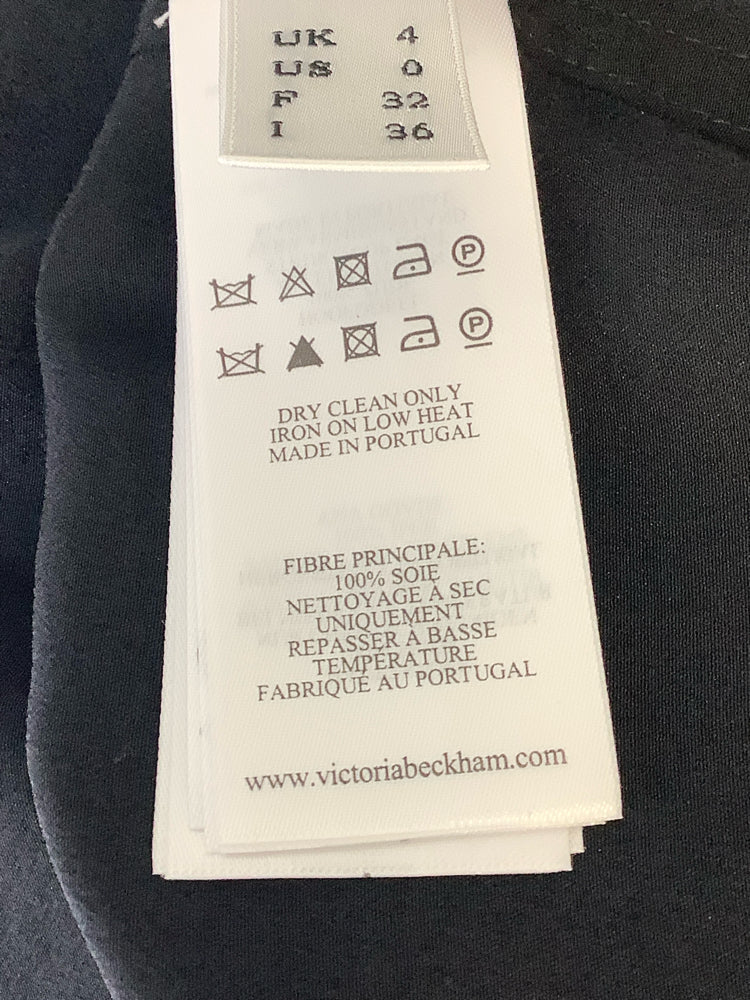 UK 4
US 0
F 32
I 36
P
P
DRY CLEAN ONLY
IRON ON LOW HEAT
MADE IN PORTUGAL
FIBRE PRINCIPALE:
100% SOIE
NETTOYAGE À SEC
UNIQUEMENT
REPASSER À BASSE
TEMPÉRATURE
FABRIQUÉ AU PORTUGAL
www.victoriabeckham.com